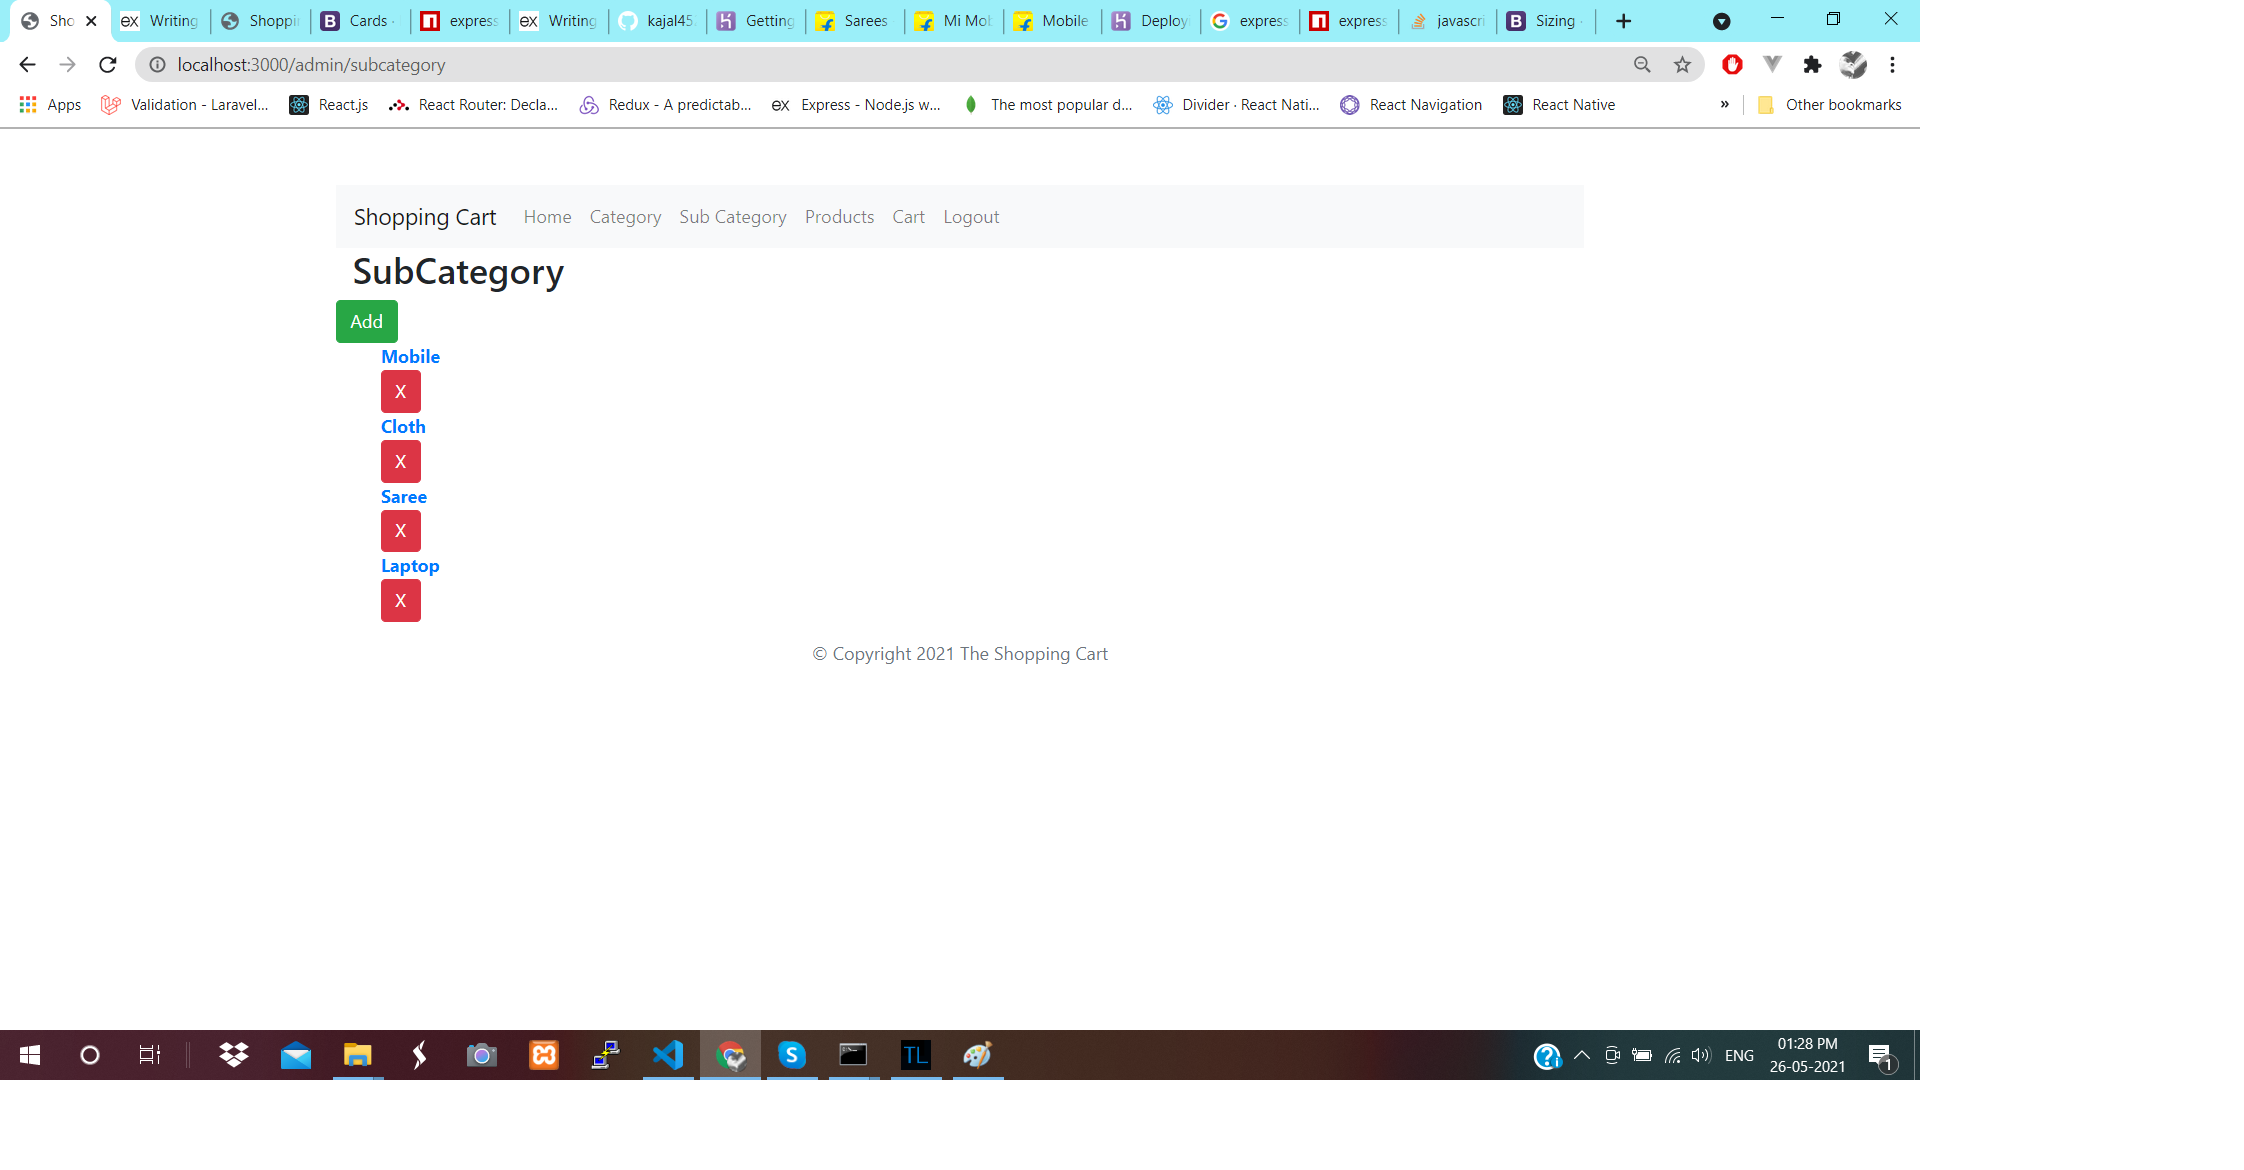 Sho
Writing
Shoppi
Cards ·
express
Writing
kajal45
Getting
Sarees
Mi Mob
Mobile
Deploy
express
express
javascri
Sizing ·
localhost:3000/admin/subcategory
Apps
Validation - Laravel...
React.js
React Router: Decla...
Redux - A predictab...
Express - Node.js w...
The most popular d...
Divider · React Nati...
React Navigation
React Native
»
Other bookmarks
Shopping Cart
Home
Category
Sub Category
Products
Cart
Logout
SubCategory
Add
Mobile
X
Cloth
X
Saree
X
Laptop
X
© Copyright 2021 The Shopping Cart
TL
ENG
01:28 PM
26-05-2021
1